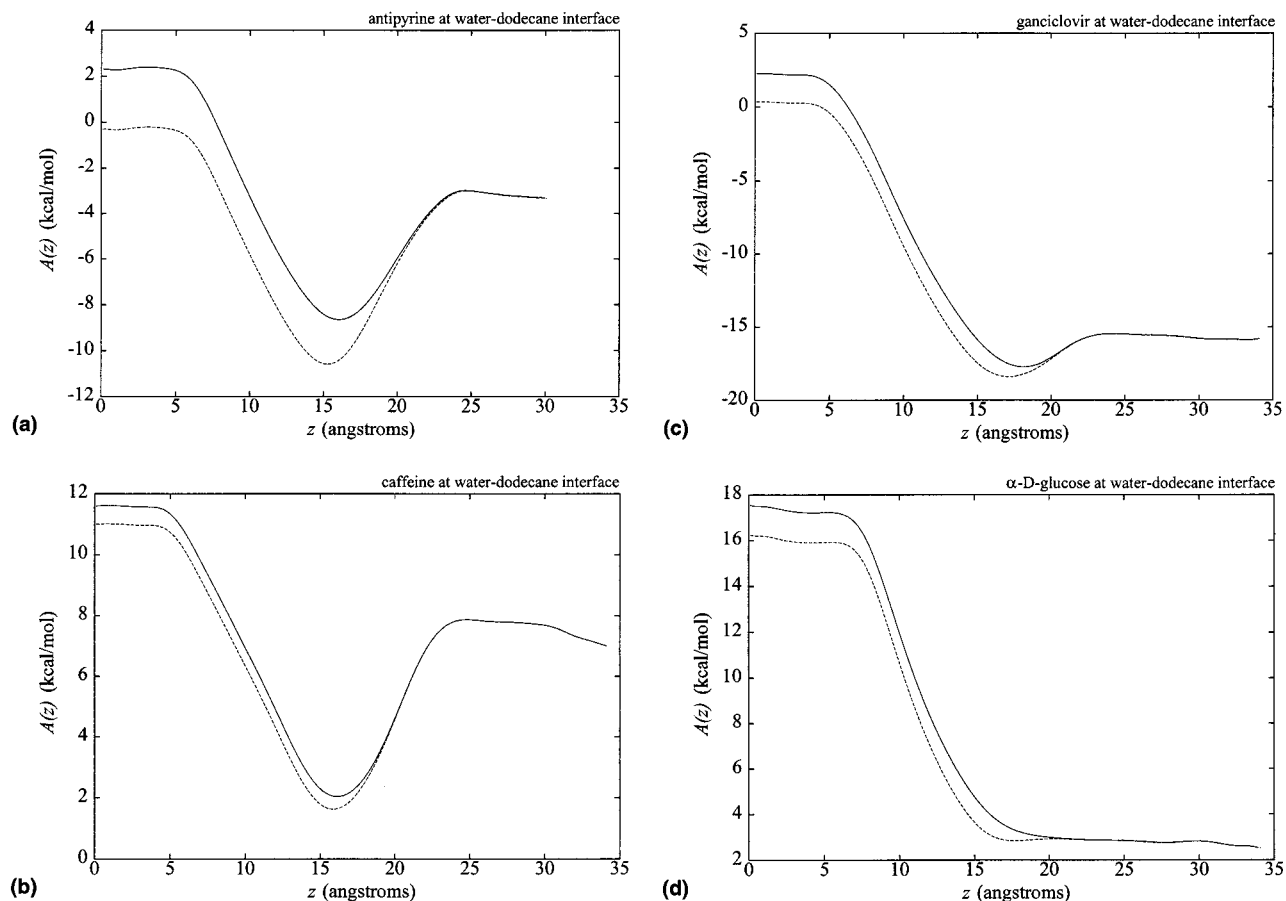 antipyrine at water-dodecane interface
4
2
0
-2
-4
-6
-8
-10
-12
A(z) (kcal/mol)
0 5 10 15 20 25 30 35
z (angstroms)
(a)
ganciclovir at water-dodecane interface
5
0
-5
-10
-15
-20
A(z) (kcal/mol)
0 5 10 15 20 25 30 35
z (angstroms)
(c)
caffeine at water-dodecane interface
12
10
8
6
4
2
0
A(z) (kcal/mol)
0 5 10 15 20 25 30 35
z (angstroms)
(b)
α-D-glucose at water-dodecane interface
18
16
14
12
10
8
6
4
2
A(z) (kcal/mol)
0 5 10 15 20 25 30 35
z (angstroms)
(d)